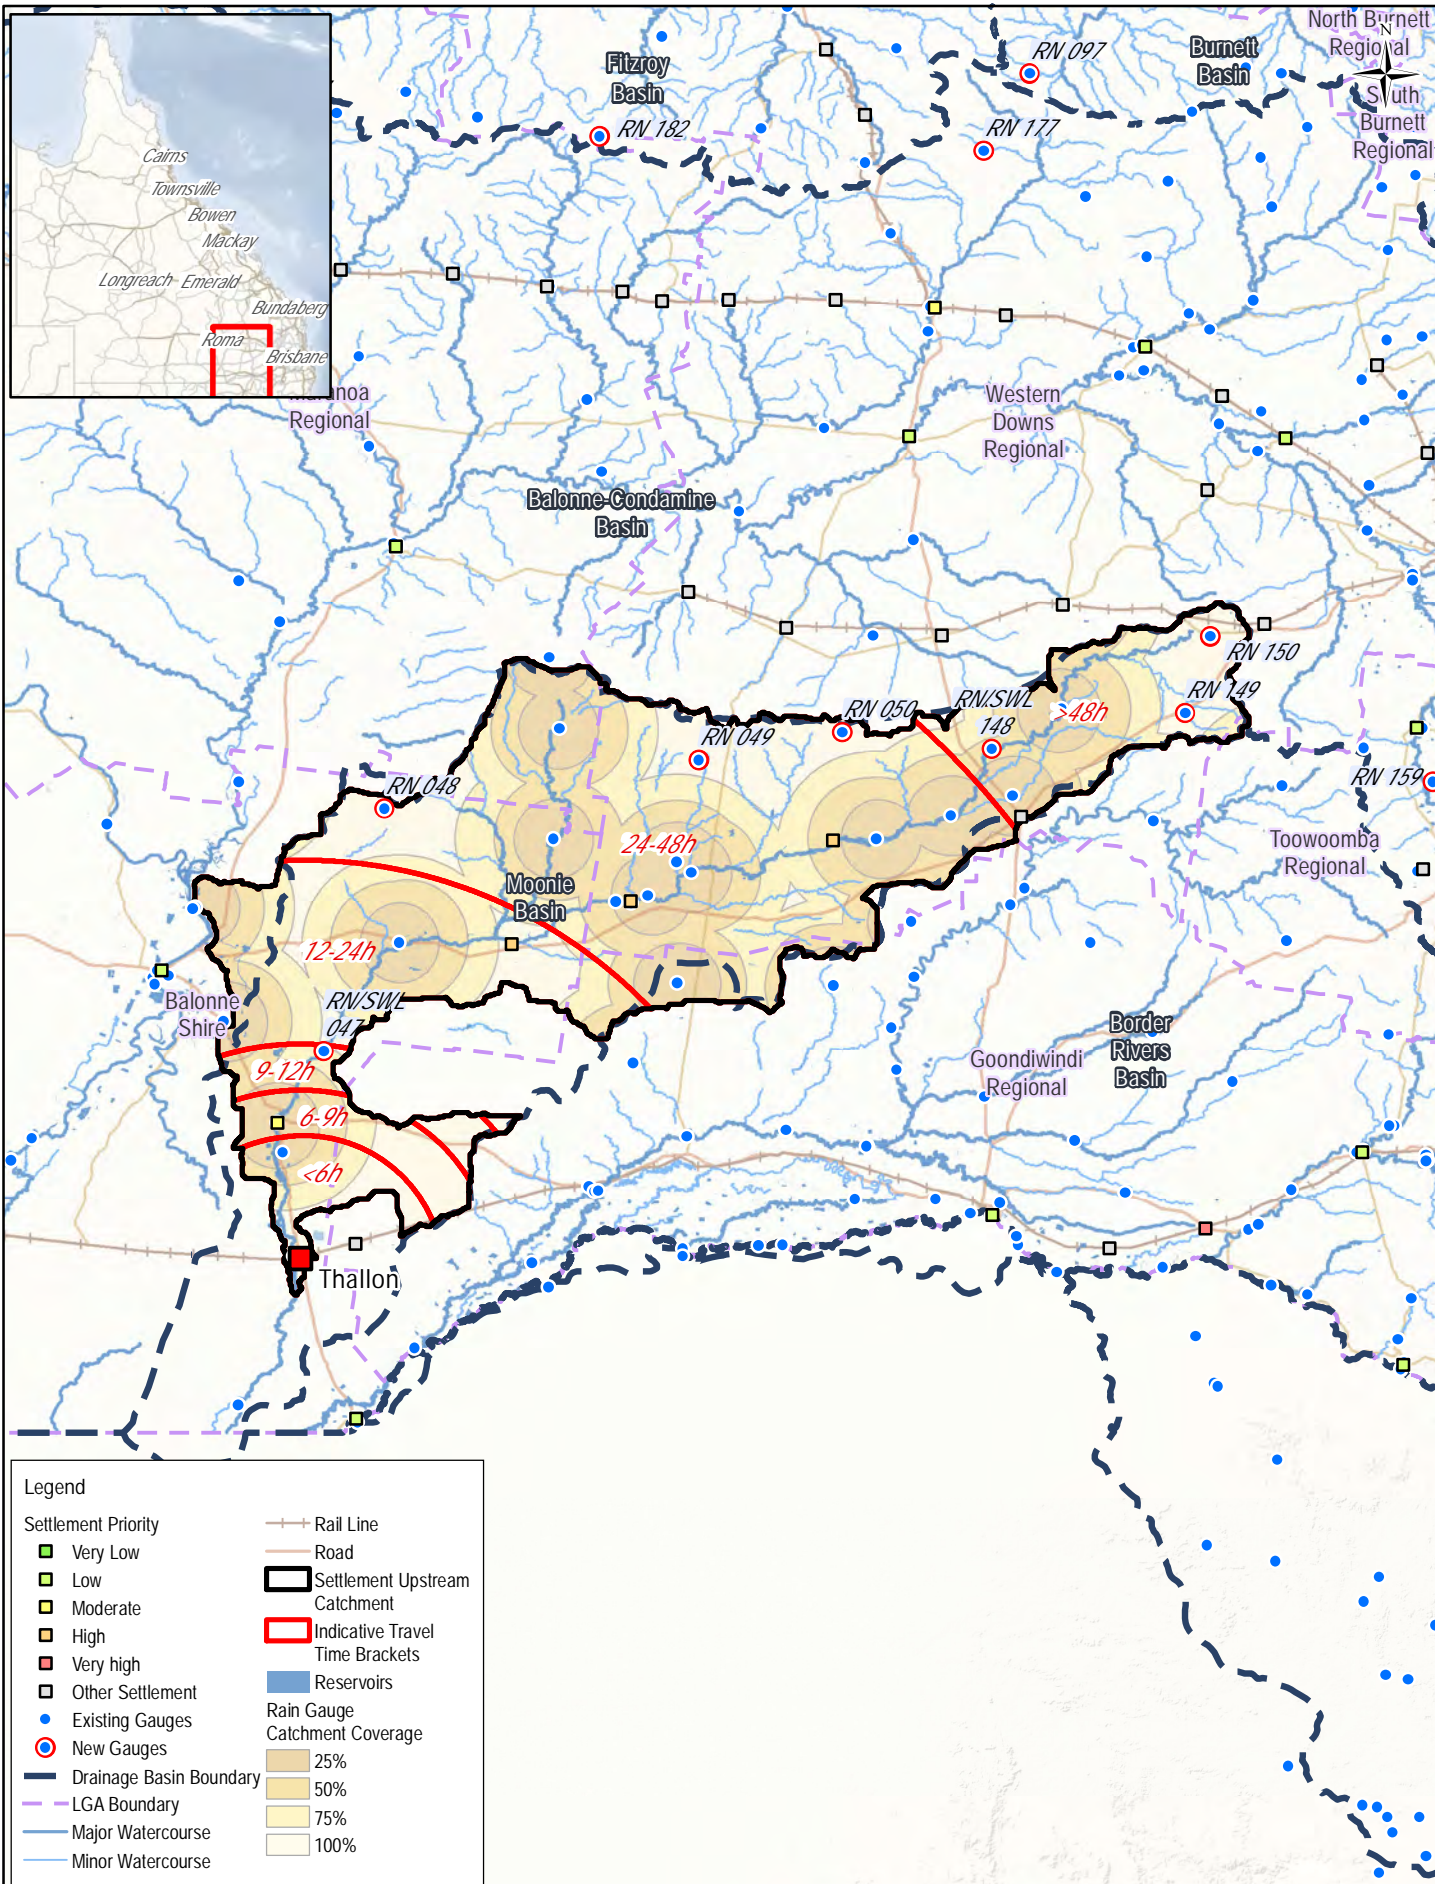 Cairns
Townsville
Bowen
Mackay
Longreach
Emerald
Bundaberg
Roma
Brisbane
Fitzroy
Basin
RN 182
RN 097
RN 177
Burnett
Basin
North Burnett
Regional
N
South
Burnett
Regional
Maranoa
Regional
Western
Downs
Regional
Balonne-Condamine
Basin
RN 150
RN 149
RN/SWL
148
>48h
RN 050
RN 049
RN 048
RN 159
24-48h
Toowoomba
Regional
Moonie
Basin
12-24h
Balonne
Shire
RN/SWL
047
9-12h
6-9h
<6h
Border
Rivers
Basin
Goondiwindi
Regional
Thallon
Legend
Settlement Priority
Very Low
Low
Moderate
High
Very high
Other Settlement
Existing Gauges
New Gauges
Drainage Basin Boundary
LGA Boundary
Major Watercourse
Minor Watercourse
Rail Line
Road
Settlement Upstream
Catchment
Indicative Travel
Time Brackets
Reservoirs
Rain Gauge
Catchment Coverage
25%
50%
75%
100%